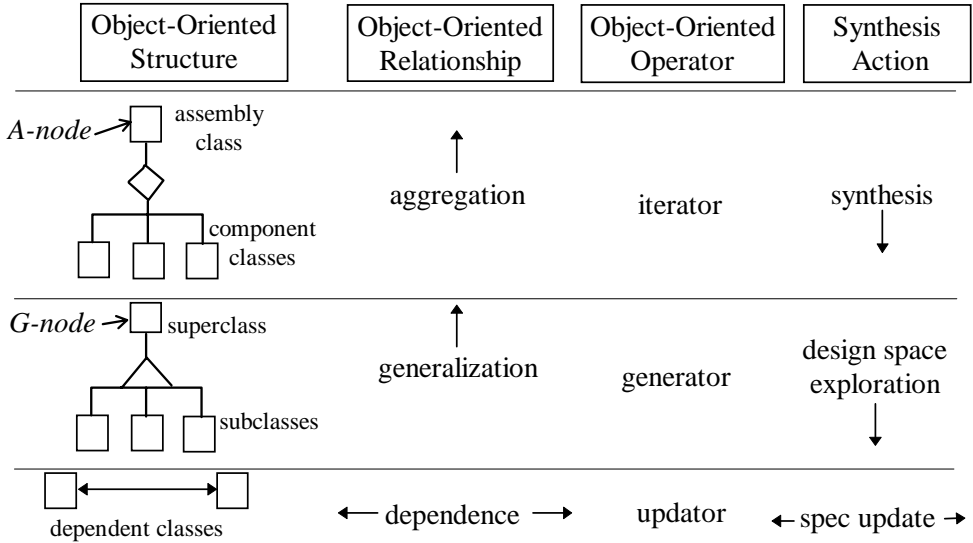 Object-Oriented
Structure
Object-Oriented
Relationship
Object-Oriented
Operator
Synthesis
Action
A-node
assembly
class
component
classes
aggregation
iterator
synthesis
G-node
superclass
subclasses
generalization
generator
design space
exploration
dependent classes
dependence
updator
spec update